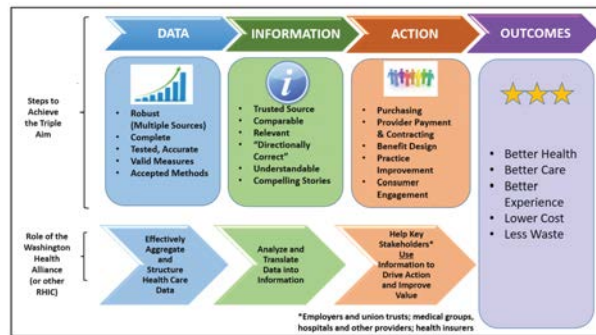 DATA
INFORMATION
ACTION
OUTCOMES
Steps to
Achieve
the Triple
Aim
• Robust
(Multiple Sources)
• Complete
• Tested, Accurate
• Valid Measures
• Accepted Methods
i
• Trusted Source
• Comparable
• Relevant
• “Directionally
Correct”
• Understandable
• Compelling Stories
• Purchasing
• Provider Payment
& Contracting
• Benefit Design
• Practice
Improvement
• Consumer
Engagement
• Better Health
• Better Care
• Better
Experience
• Lower Cost
• Less Waste
Role of the
Washington
Health
Alliance
(or other
RHIC)
Effectively
Aggregate
and
Structure
Health Care
Data
Analyze and
Translate
Data into
Information
Help Key
Stakeholders*
Use
Information to
Drive Action
and Improve
Value
*Employers and union trusts; medical groups,
hospitals and other providers; health insurers